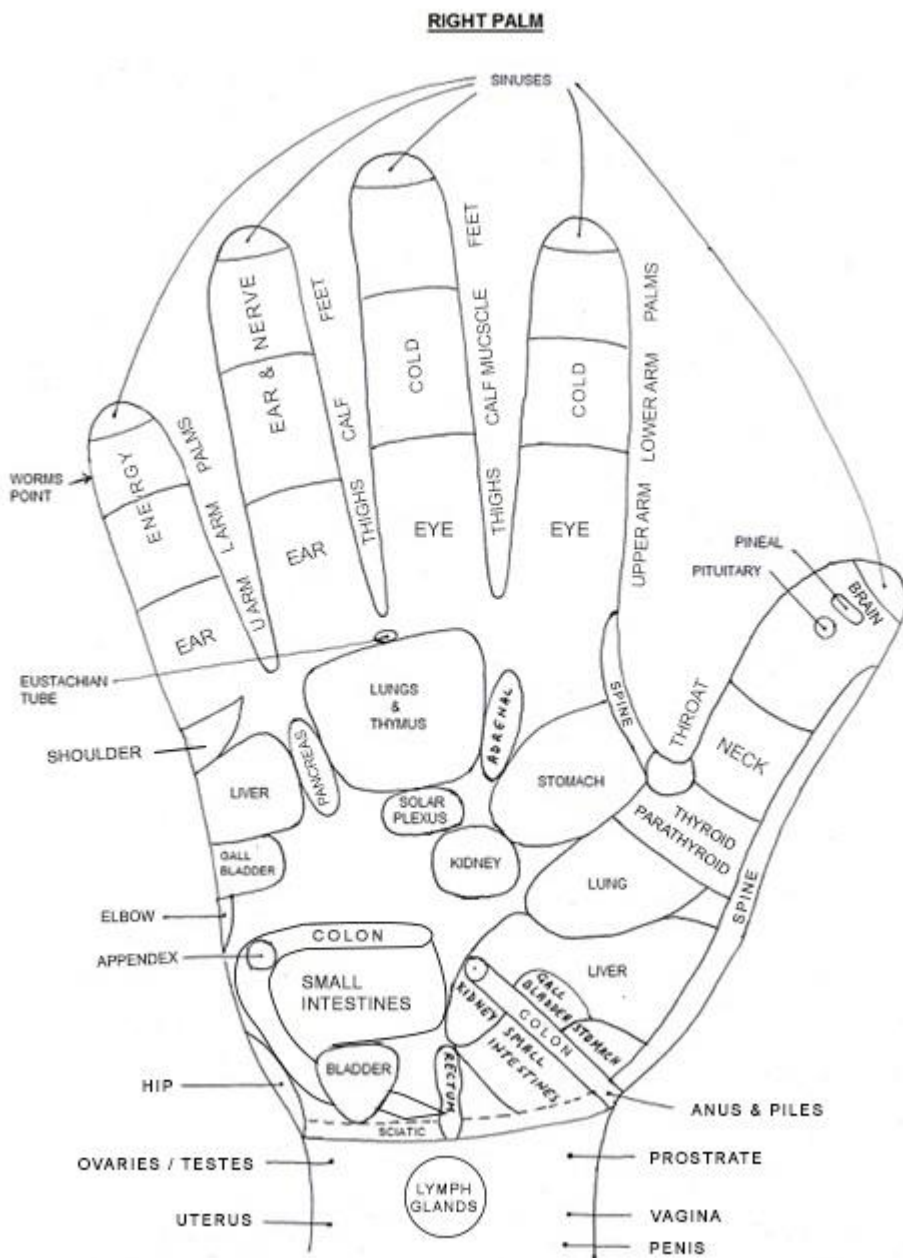 RIGHT PALM
SINUSES
FEET
PALMS
FEET
CALF MUCSCLE
THIGHS
LOWER ARM
UPPER ARM
EAR & NERVE
COLD
COLD
CALF
THIGHS
PALMS
L ARM
U ARM
ENERGY
WORMS
POINT
EAR
EYE
EYE
EAR
PINEAL
PITUITARY
BRAIN
EUSTACHIAN
TUBE
LUNGS
&
THYMUS
ADRENAL
SPINE
THROAT
NECK
SHOULDER
PANCREAS
LIVER
STOMACH
SOLAR
PLEXUS
THYROID
PARATHYROID
GALL
BLADDER
KIDNEY
LUNG
SPINE
ELBOW
COLON
APPENDEX
SMALL
INTESTINES
LIVER
GALL
BLADDER
STOMACH
KIDNEY
COLON
SMALL
INTESTINES
BLADDER
RECTUM
HIP
ANUS & PILES
SCIATIC
OVARIES / TESTES
PROSTRATE
LYMPH
GLANDS
UTERUS
VAGINA
PENIS